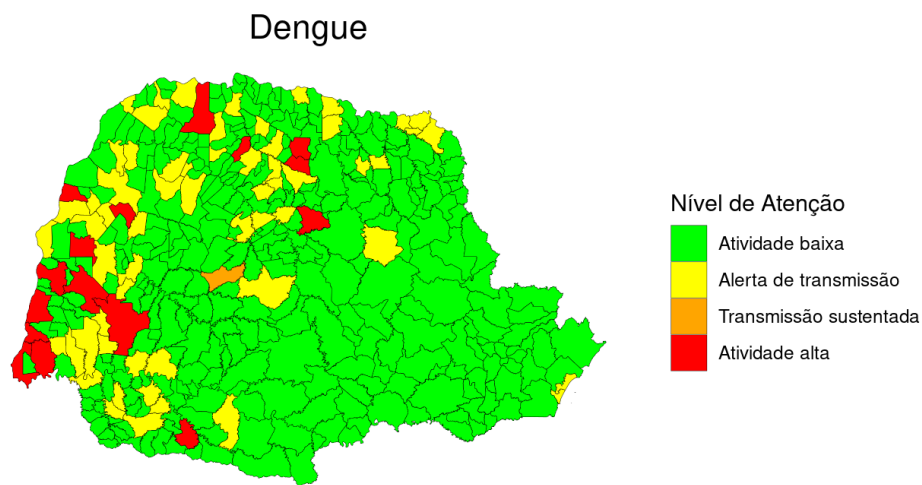 Dengue
Nível de Atenção
Atividade baixa
Alerta de transmissão
Transmissão sustentada
Atividade alta